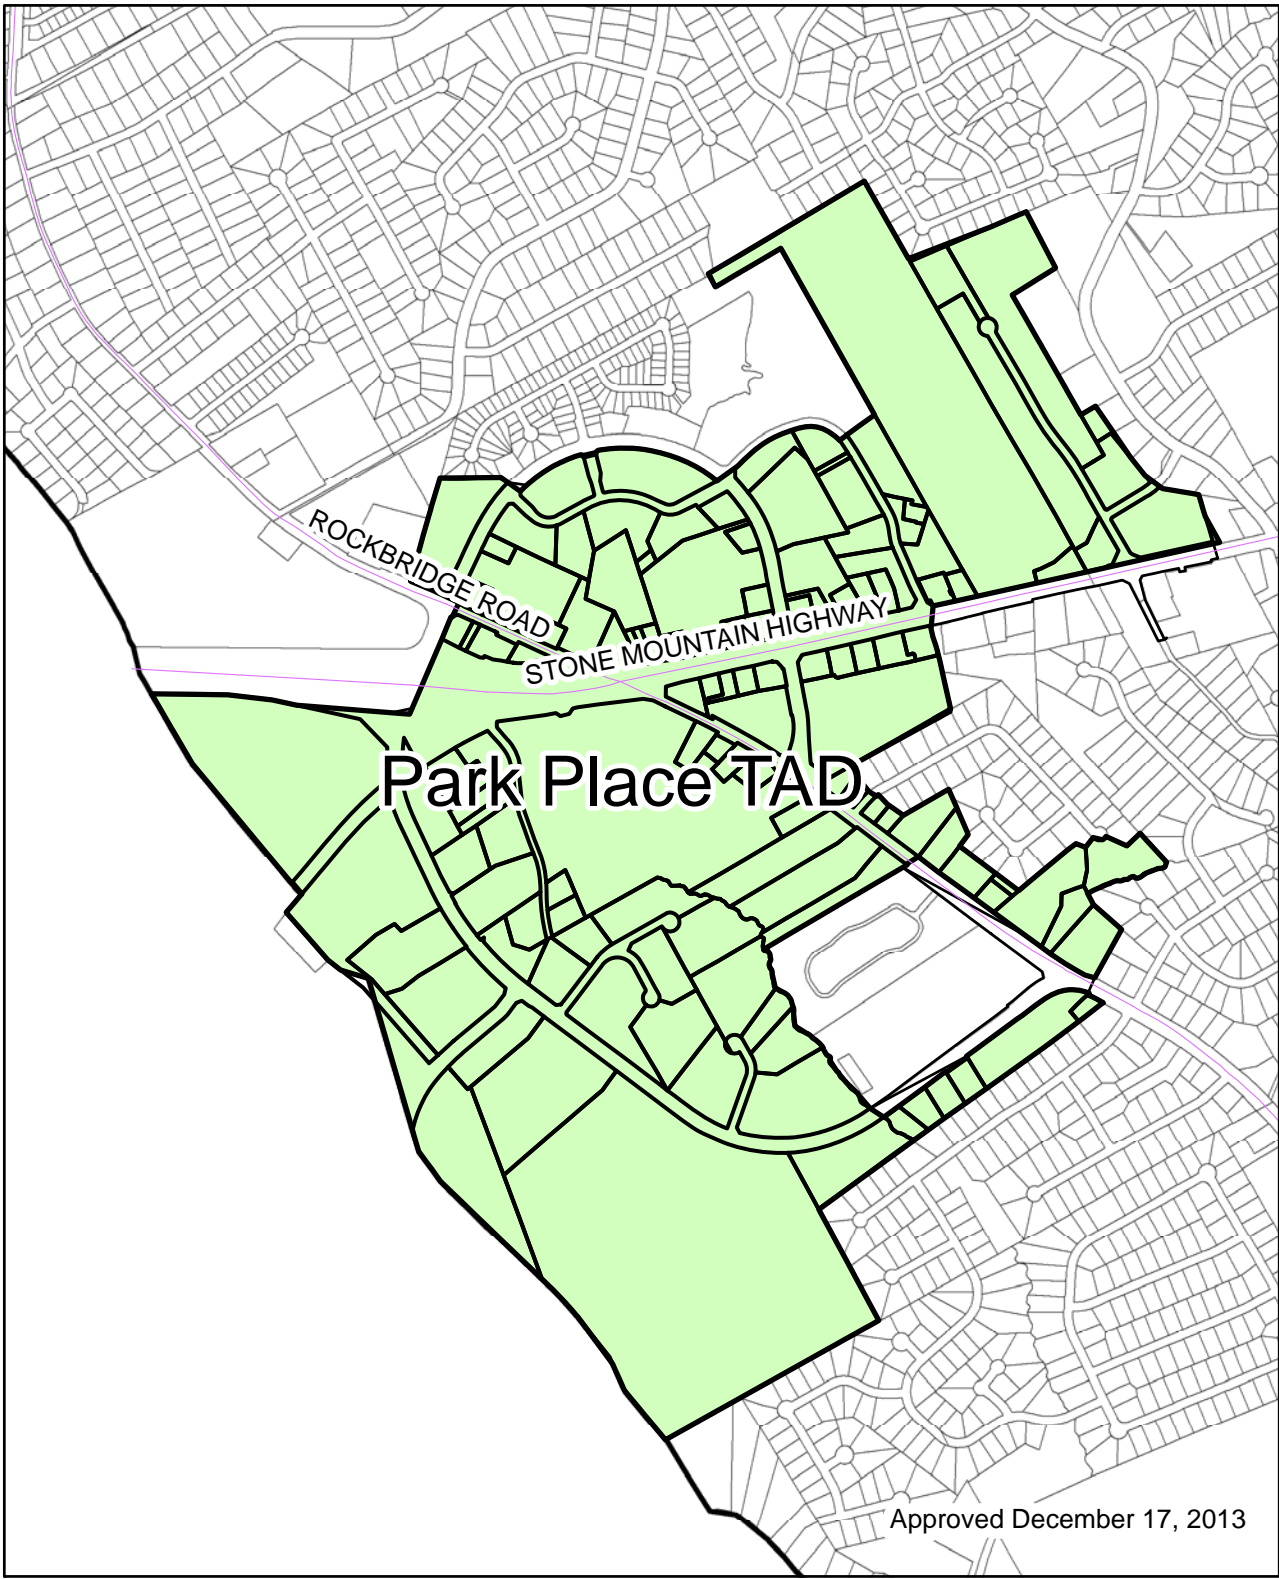 ROCKBRIDGE ROAD
STONE MOUNTAIN HIGHWAY
Park Place TAD
Approved December 17, 2013